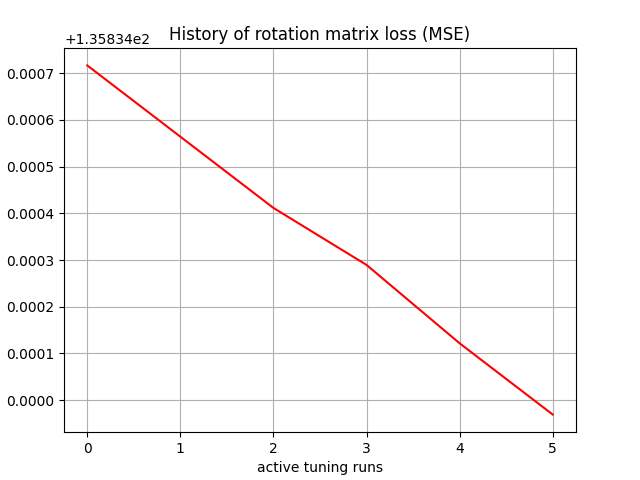 History of rotation matrix loss (MSE)
+1.35834e2
0.0007
0.0006
0.0005
0.0004
0.0003
0.0002
0.0001
0.0000
0 1 2 3 4 5
active tuning runs